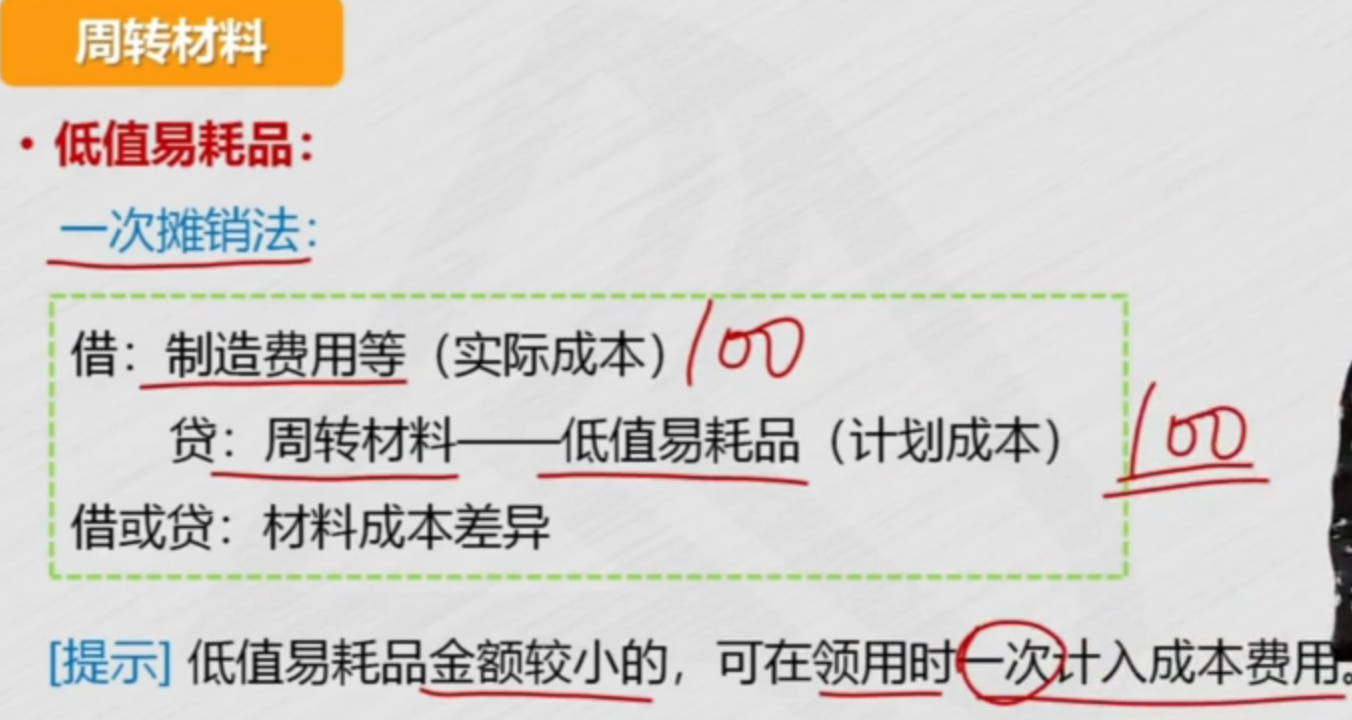 周转材料
• 低值易耗品：
一次摊销法：
借：制造费用等（实际成本）100
贷：周转材料——低值易耗品（计划成本）100
借或贷：材料成本差异
[提示] 低值易耗品金额较小的，可在领用时一次计入成本费用。